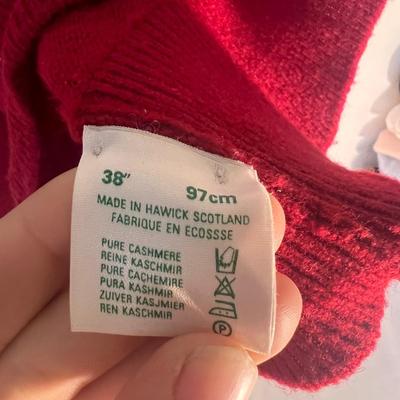 38" 97cm
MADE IN HAWICK SCOTLAND
FABRIQUE EN ECOSSSE
PURE CASHMERE
REINE KASCHMIR
PURE CACHEMIRE
PURA KASHMIR
ZUIVER KASJMIER
REN KASCHMIR
P